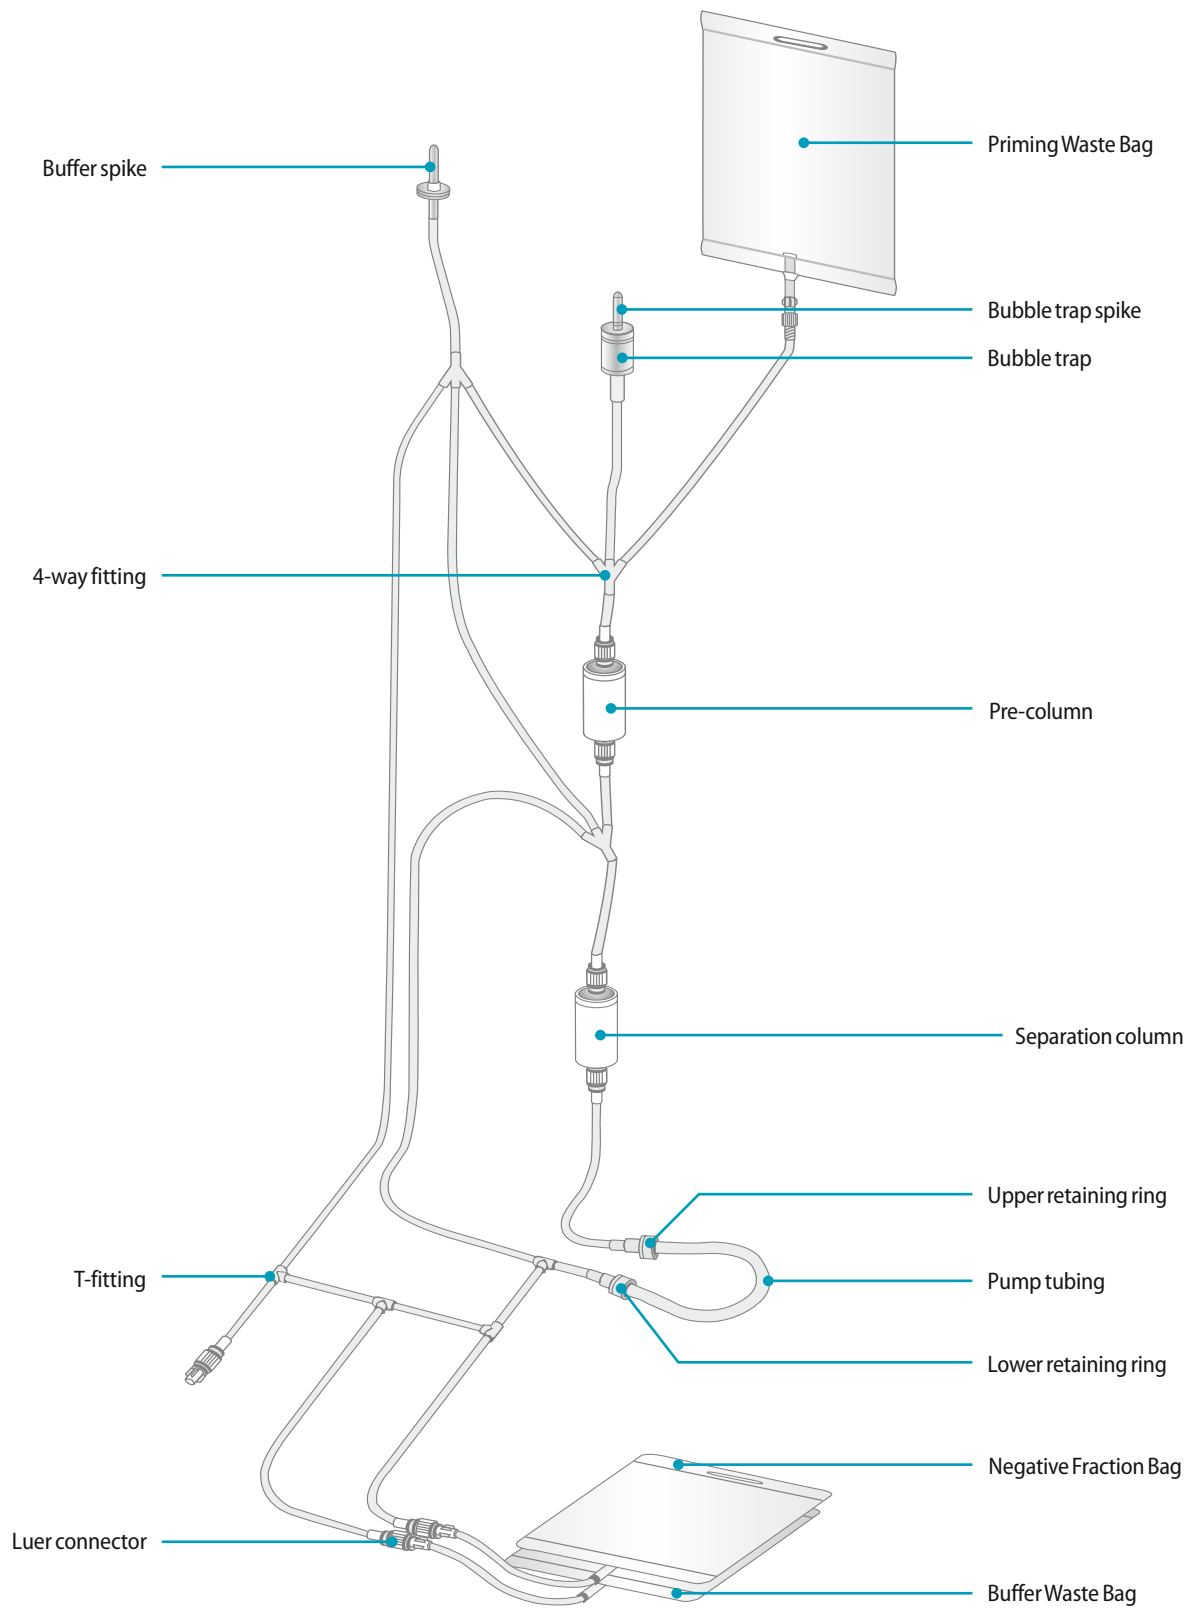 Priming Waste Bag
Buffer spike
Bubble trap spike
Bubble trap
4-way fitting
Pre-column
Separation column
Upper retaining ring
T-fitting
Pump tubing
Lower retaining ring
Negative Fraction Bag
Luer connector
Buffer Waste Bag